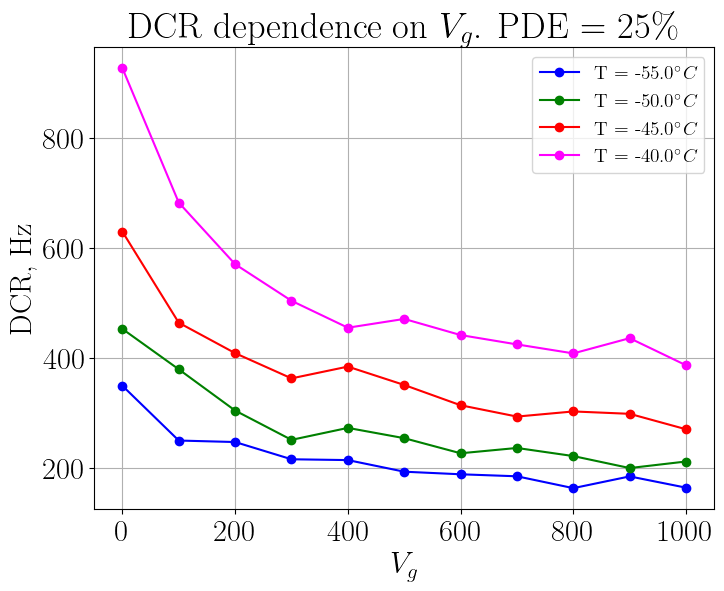 DCR dependence on V_g. PDE = 25%
T = -55.0°C
T = -50.0°C
T = -45.0°C
T = -40.0°C
800
600
400
200
DCR, Hz
0 200 400 600 800 1000
V_g